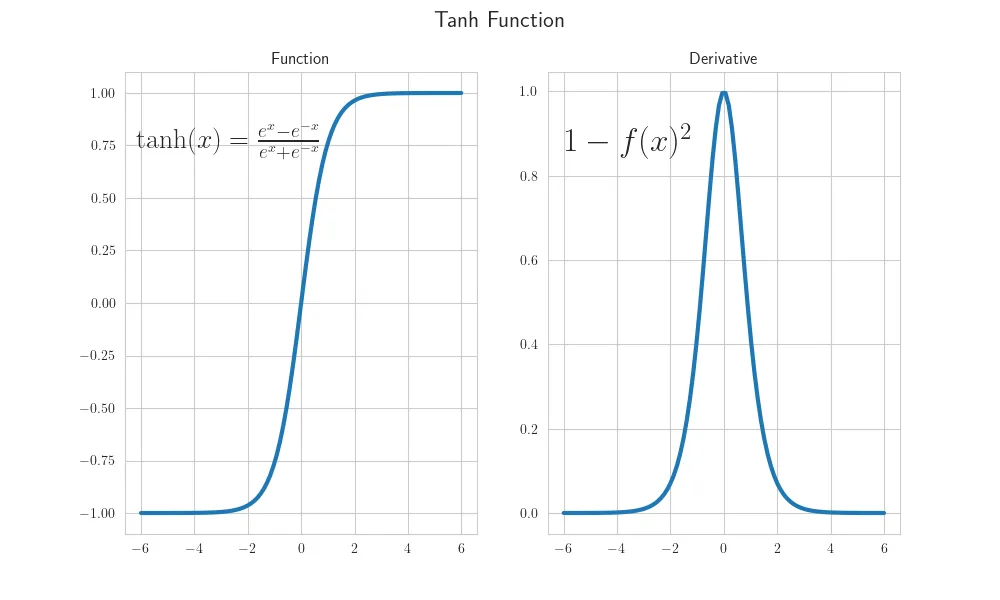 Tanh Function
Function
1.00
0.75
0.50
0.25
0.00
−0.25
−0.50
−0.75
−1.00
tanh(x) = \frac{e^x − e^{−x}}{e^x + e^{−x}}
−6 −4 −2 0 2 4 6
Derivative
1.0
0.8
0.6
0.4
0.2
0.0
1 − f(x)^2
−6 −4 −2 0 2 4 6